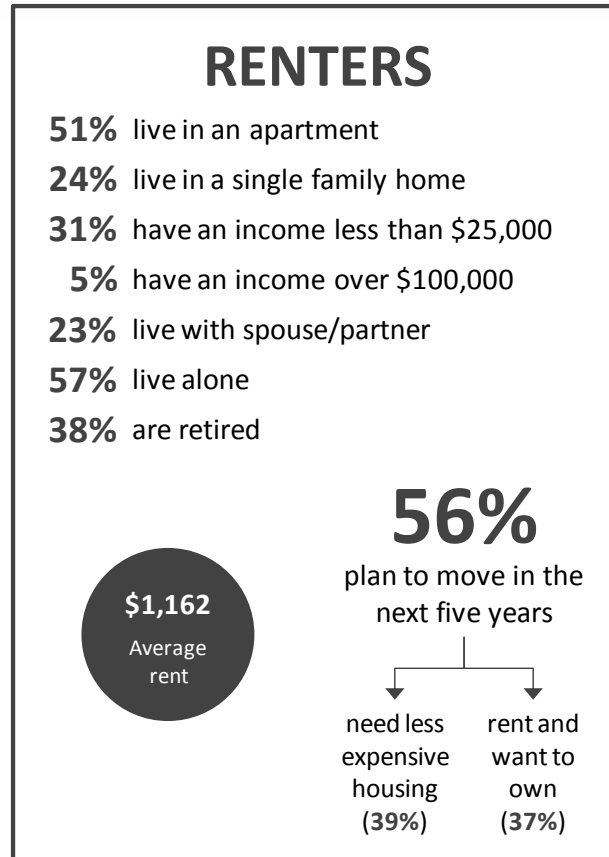 RENTERS
51% live in an apartment
24% live in a single family home
31% have an income less than $25,000
5% have an income over $100,000
23% live with spouse/partner
57% live alone
38% are retired
$1,162
Average
rent
56%
plan to move in the
next five years
need less
expensive
housing
(39%)
rent and
want to
own
(37%)